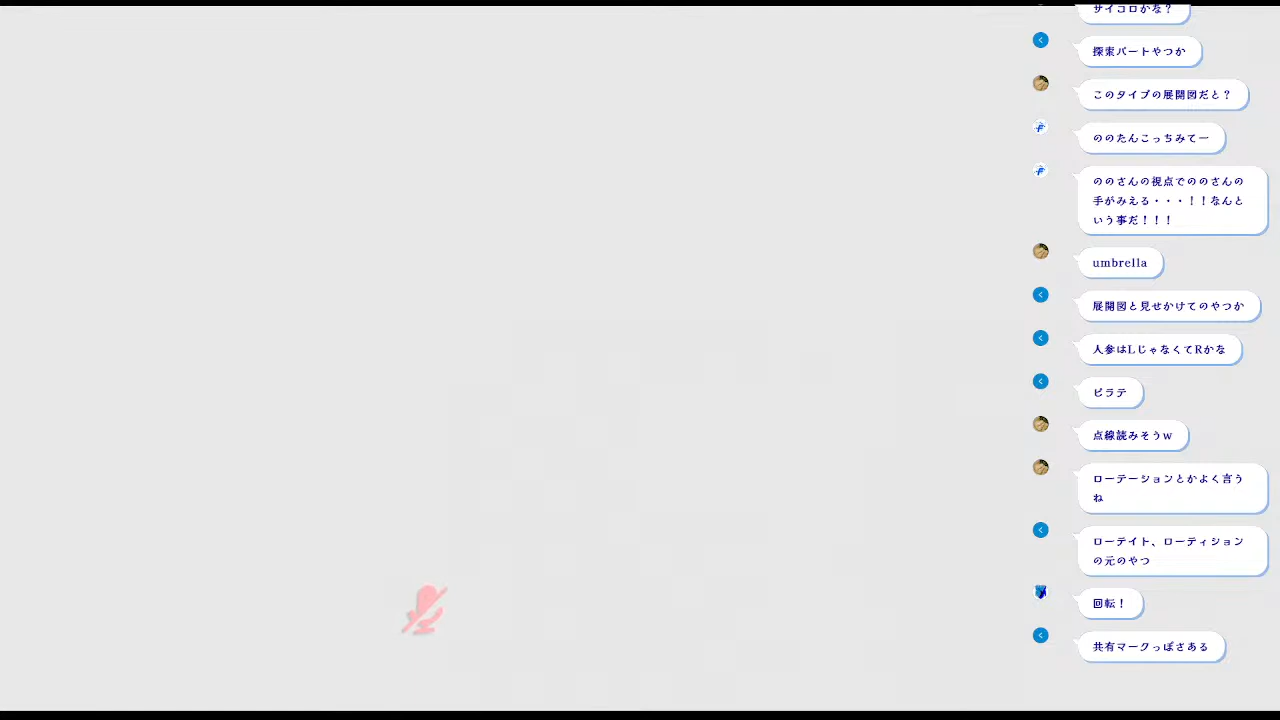 サイコロかな？
探索パートやつか
このタイプの展開図だと？
ののたんこっちみてー
ののさんの視点でののさんの
手がみえる・・・！！なんと
いう事だ！！！
umbrella
展開図と見せかけてのやつか
人参はLじゃなくてRかな
ピラテ
点線読みそうw
ローテーションとかよく言う
ね
ローテイト、ローティション
の元のやつ
回転！
共有マークっぽさある